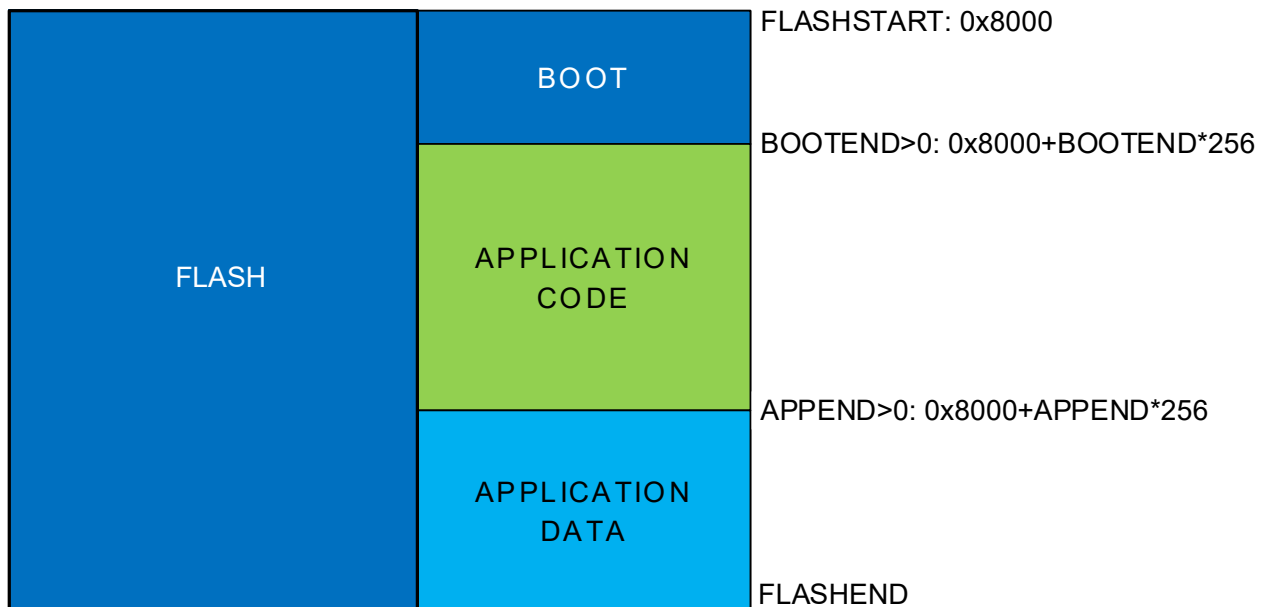 FLASHSTART: 0x8000
BOOT
BOOTEND>0: 0x8000+BOOTEND*256
FLASH
APPLICATION
CODE
APPEND>0: 0x8000+APPEND*256
APPLICATION
DATA
FLASHEND